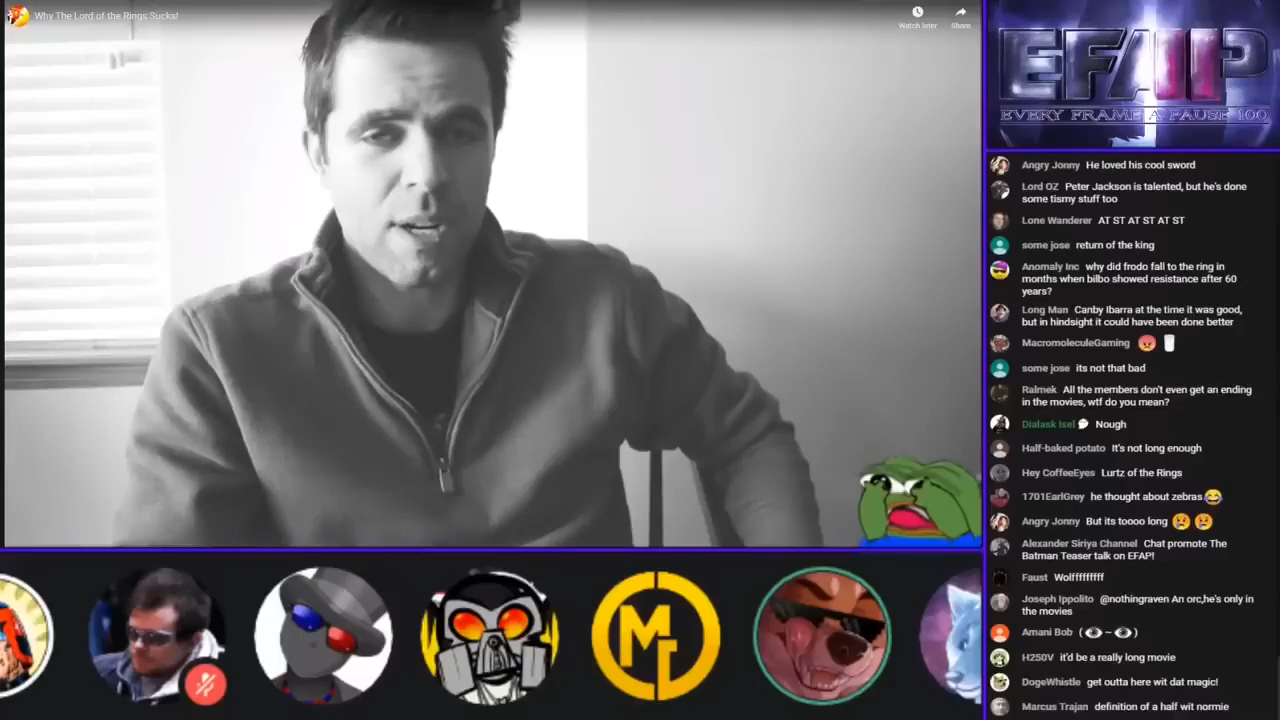 Why The Lord of the Rings Sucks!
Watch later
Share
EFAP
EVERY FRAME A PAUSE 100
Angry Jonny He loved his cool sword
Lord OZ Peter Jackson is talented, but he's done
some tismy stuff too
Lone Wanderer AT ST AT ST AT ST
some jose return of the king
Anomaly Inc why did frodo fall to the ring in
months when bilbo showed resistance after 60
years?
Long Man Canby Ibarra at the time it was good,
but in hindsight it could have been done better
MacromoleculeGaming 😡 🥛
some jose its not that bad
Ralmek All the members don't even get an ending
in the movies, wtf do you mean?
Dialask Isel Nough
Half-baked potato It's not long enough
Hey CoffeeEyes Lurtz of the Rings
1701EarlGrey he thought about zebras😂
Angry Jonny But its toooo long 😢 😢
Alexander Siriya Channel Chat promote The
Batman Teaser talk on EFAP!
Faust Wolfffffffff
Joseph Ippolito @nothingraven An orc,he's only in
the movies
Amani Bob (👁~👁)
H250V it'd be a really long movie
DogeWhistle get outta here wit dat magic!
Marcus Trajan definition of a half wit normie